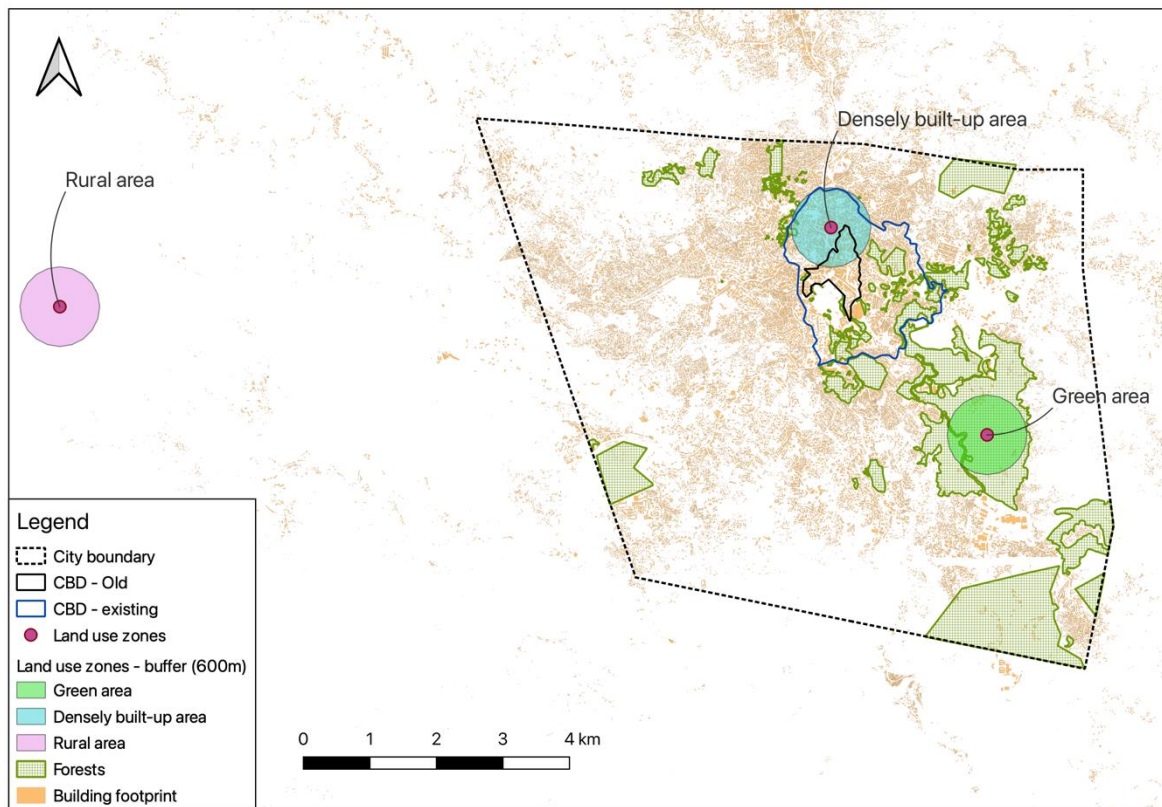 Densely built-up area
Rural area
Green area
Legend
City boundary
CBD - Old
CBD - existing
Land use zones
Land use zones - buffer (600m)
Green area
Densely built-up area
Rural area
Forests
Building footprint
0 1 2 3 4 km